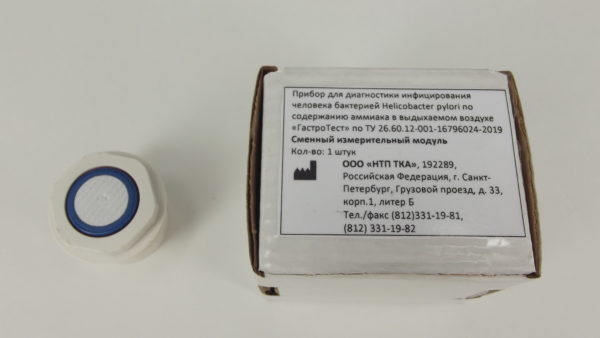 Прибор для диагностики инфицирования
человека бактерией Helicobacter pylori по
содержанию аммиака в выдыхаемом воздухе
«ГастроТест» по ТУ 26.60.12-001-16796024-2019
Сменный измерительный модуль
Кол-во: 1 штук
ООО «НТП ТКА», 192289,
Российская Федерация, г. Санкт-
Петербург, Грузовой проезд, д. 33,
корп.1, литер Б
Тел./факс (812)331-19-81,
(812) 331-19-82